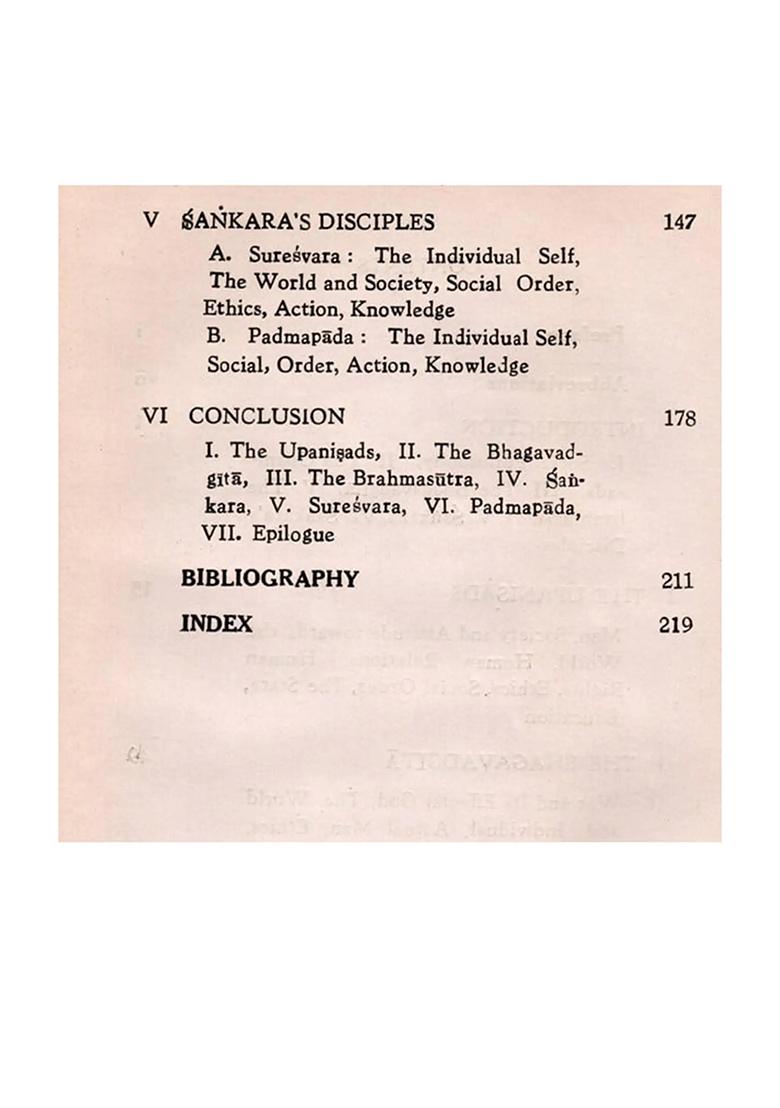 V ŚAṄKARA'S DISCIPLES 147
A. Sureśvara : The Individual Self,
The World and Society, Social Order,
Ethics, Action, Knowledge
B. Padmapāda : The Individual Self,
Social, Order, Action, Knowledge
VI CONCLUSION 178
I. The Upaniṣads, II. The Bhagavad-
gītā, III. The Brahmasūtra, IV. Śaṅ-
kara, V. Sureśvara, VI. Padmapāda,
VII. Epilogue
BIBLIOGRAPHY 211
INDEX 219